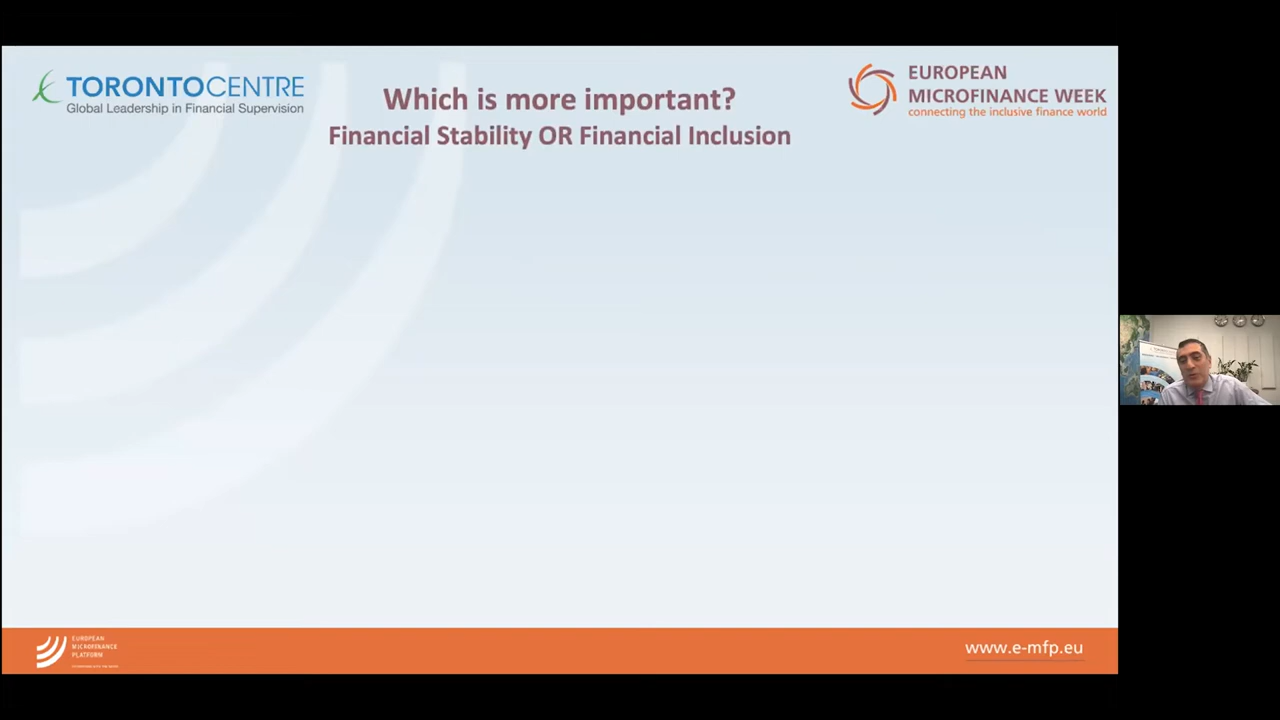 TORONTOCENTRE
Global Leadership in Financial Supervision
Which is more important?
Financial Stability OR Financial Inclusion
EUROPEAN
MICROFINANCE WEEK
connecting the inclusive finance world
EUROPEAN
MICROFINANCE
PLATFORM
www.e-mfp.eu